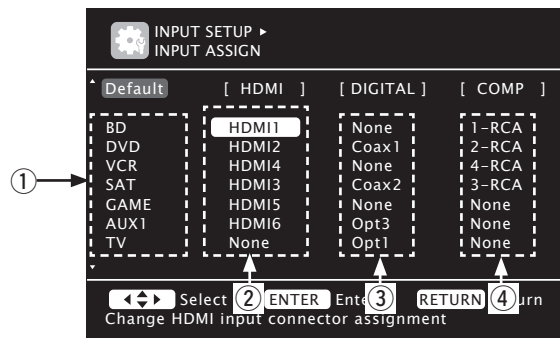 INPUT SETUP ▸
INPUT ASSIGN
Default [ HDMI ] [ DIGITAL ] [ COMP ]
BD HDMI1 None 1-RCA
DVD HDMI2 Coax1 2-RCA
VCR HDMI4 None 4-RCA
SAT HDMI3 Coax2 3-RCA
GAME HDMI5 None None
AUX1 HDMI6 Opt3 None
TV None Opt1 None
1
2 3 4
Select ENTER RETURN
Change HDMI input connector assignment